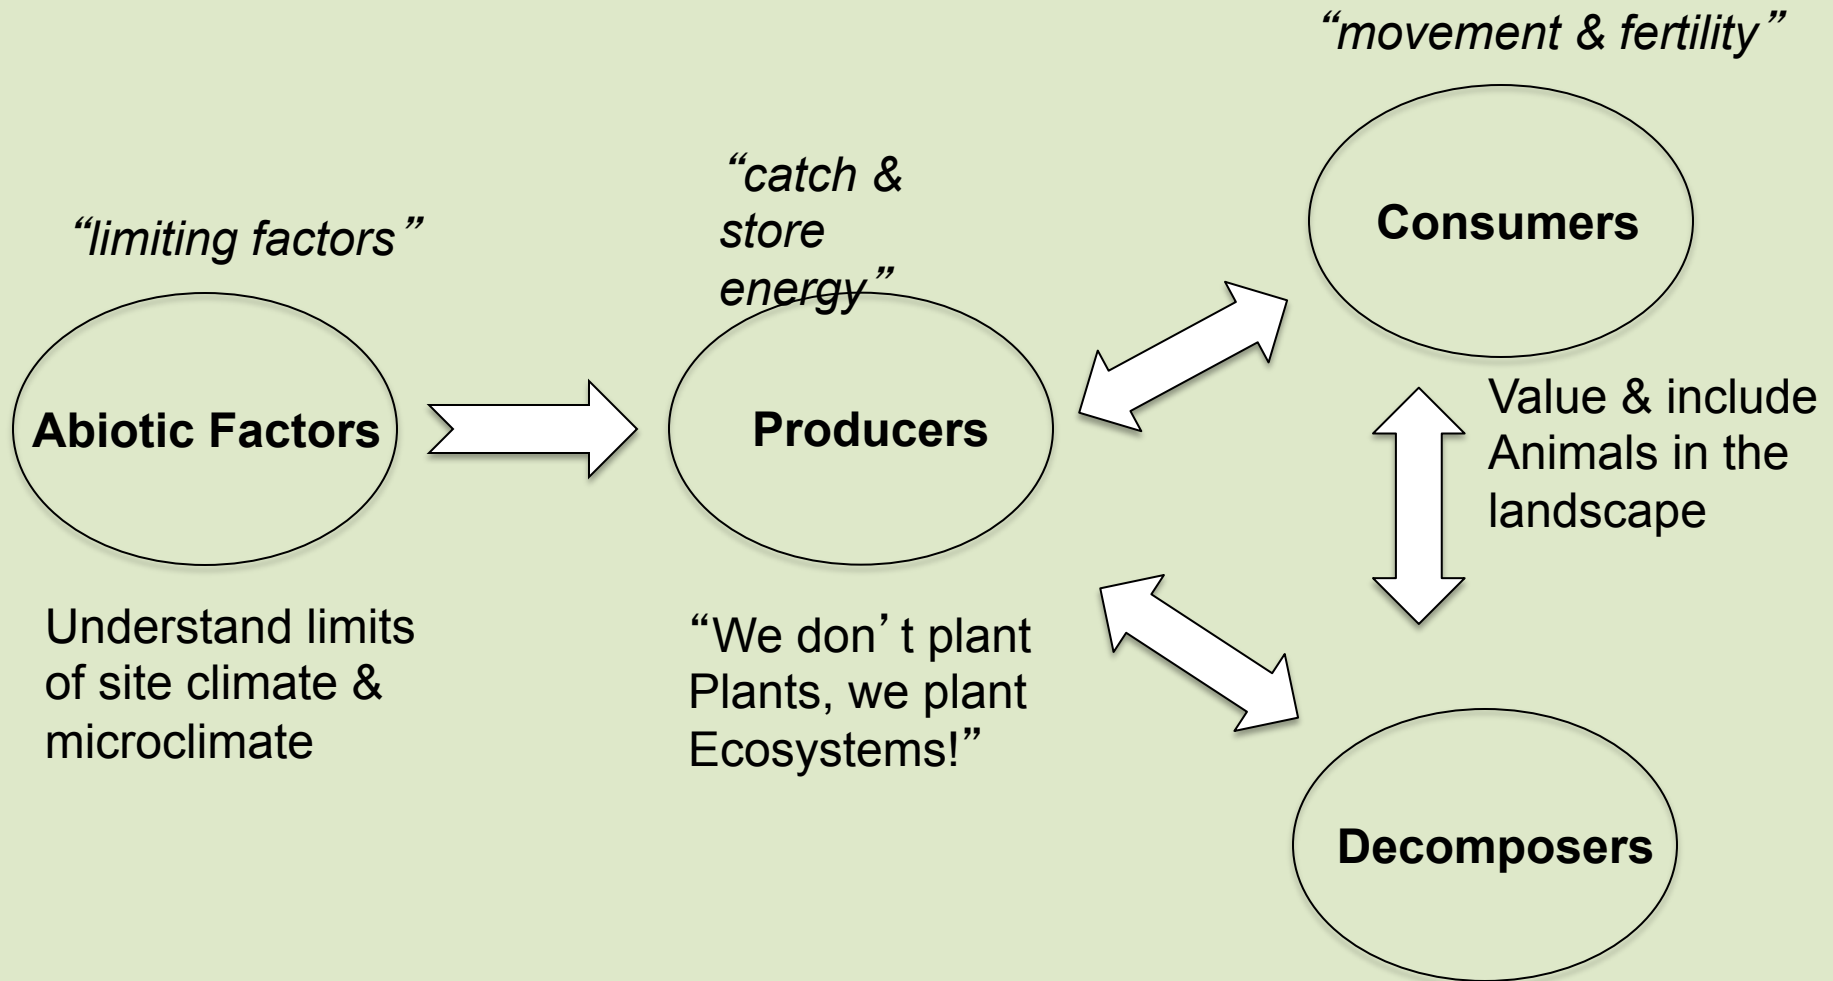 “movement & fertility”
“catch &
store
energy”
“limiting factors”
Consumers
Abiotic Factors
Producers
Value & include
Animals in the
landscape
Understand limits
of site climate &
microclimate
“We don’t plant
Plants, we plant
Ecosystems!”
Decomposers